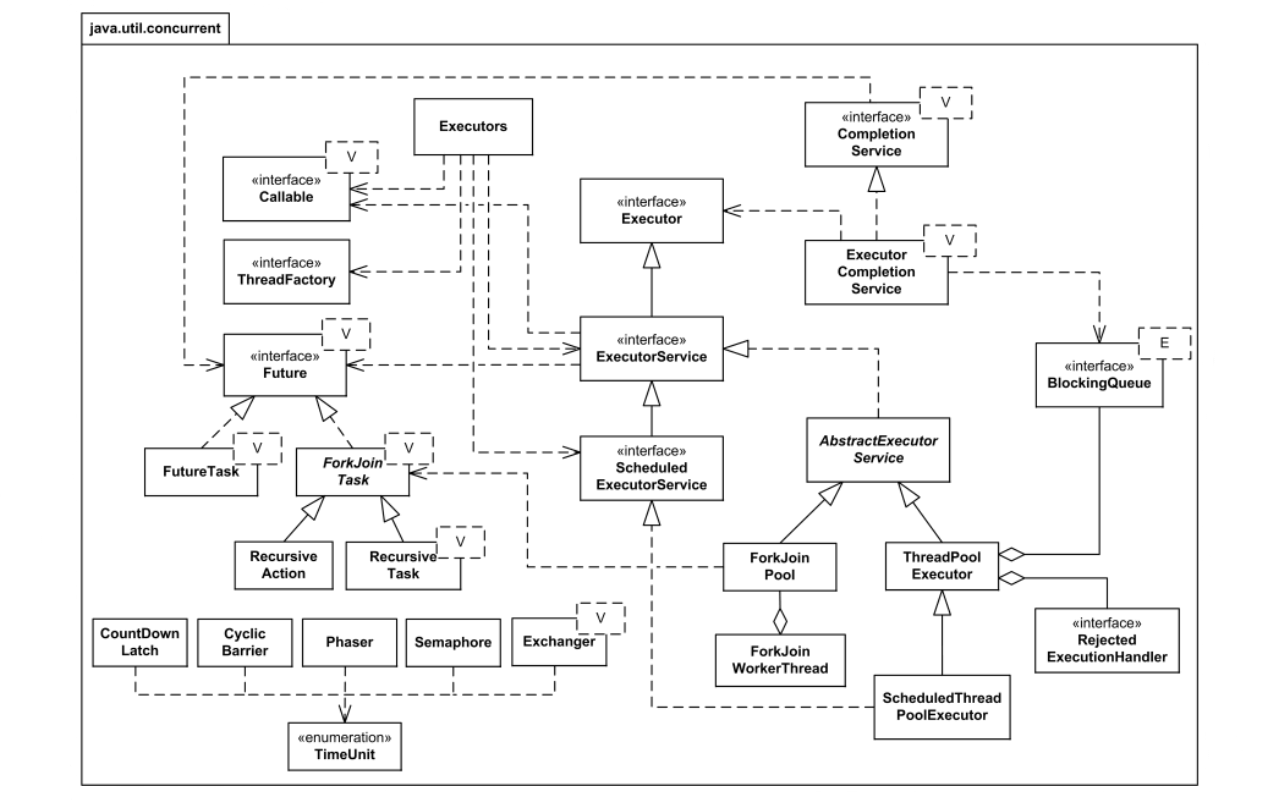 java.util.concurrent
Executors
V
«interface»
Completion
Service
V
«interface»
Callable
«interface»
Executor
V
Executor
Completion
Service
«interface»
ThreadFactory
V
«interface»
Future
«interface»
ExecutorService
E
«interface»
BlockingQueue
V
FutureTask
V
ForkJoin
Task
«interface»
Scheduled
ExecutorService
AbstractExecutor
Service
Recursive
Action
V
Recursive
Task
ForkJoin
Pool
ThreadPool
Executor
CountDown
Latch
Cyclic
Barrier
Phaser
Semaphore
V
Exchanger
ForkJoin
WorkerThread
«interface»
Rejected
ExecutionHandler
ScheduledThread
PoolExecutor
«enumeration»
TimeUnit